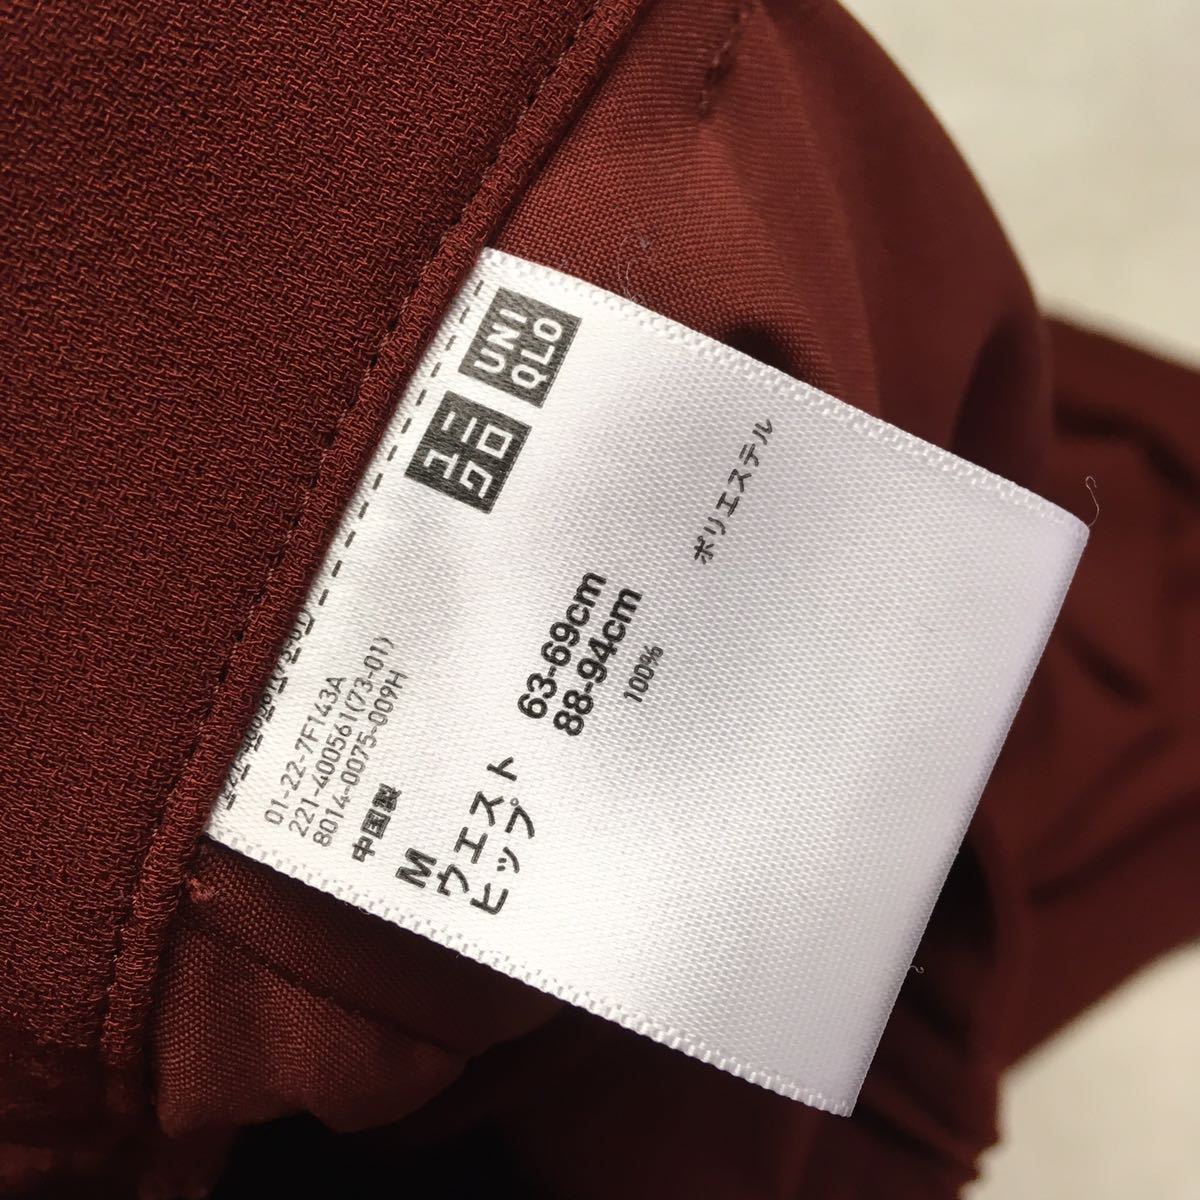 UNI
QLO
ユニ
クロ
01-22-7F143A
221-400561(73-01)
8014-0075-009H
中国製
M
ウエスト 63-69cm
ヒップ 88-94cm
100%
ポリエステル